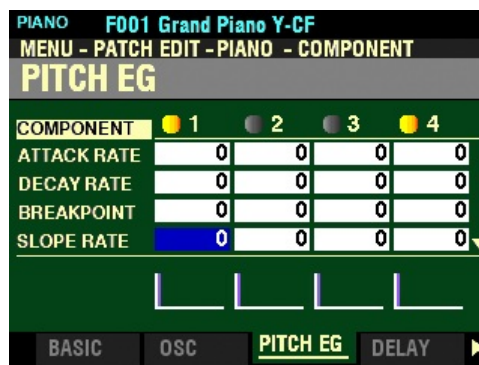 PIANO F001 Grand Piano Y-CF
MENU - PATCH EDIT - PIANO - COMPONENT
PITCH EG
COMPONENT 1 2 3 4
ATTACK RATE 0 0 0 0
DECAY RATE 0 0 0 0
BREAKPOINT 0 0 0 0
SLOPE RATE 0 0 0 0
BASIC OSC PITCH EG DELAY